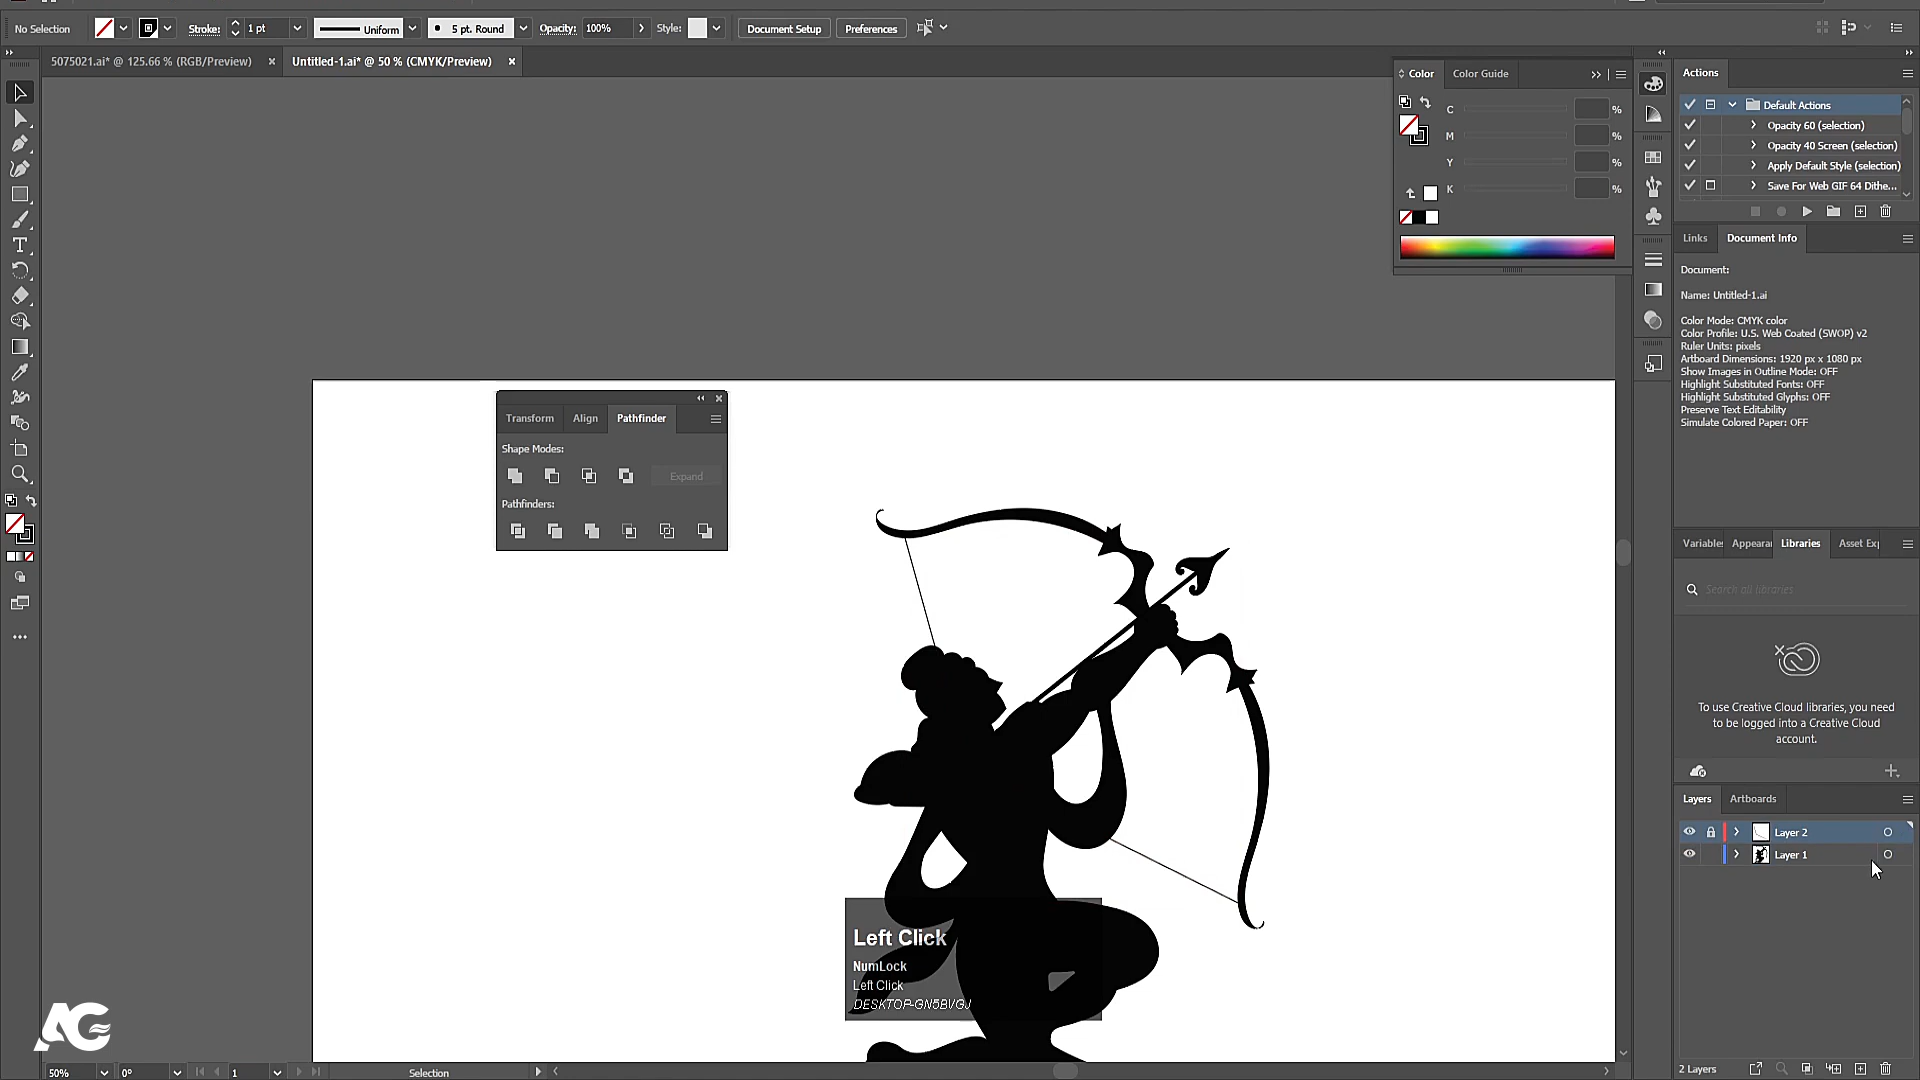 No Selection
Stroke:
1 pt
Uniform
5 pt. Round
Opacity:
100%
Style:
Document Setup
Preferences
5075021.ai* @ 125.66 % (RGB/Preview)
Untitled-1.ai* @ 50 % (CMYK/Preview)
Color
Color Guide
C
%
M
%
Y
%
K
%
Actions
Default Actions
Opacity 60 (selection)
Opacity 40 Screen (selection)
Apply Default Style (selection)
Save For Web GIF 64 Dithe...
Links
Document Info
Document:
Name: Untitled-1.ai
Color Mode: CMYK color
Color Profile: U.S. Web Coated (SWOP) v2
Ruler Units: pixels
Artboard Dimensions: 1920 px x 1080 px
Show Images in Outline Mode: OFF
Highlight Substituted Fonts: OFF
Highlight Substituted Glyphs: OFF
Preserve Text Editability
Simulate Colored Paper: OFF
Transform
Align
Pathfinder
Shape Modes:
Expand
Pathfinders:
Variables
Appearan
Libraries
Asset Exp
Search all libraries
To use Creative Cloud libraries, you need
to be logged into a Creative Cloud
account.
Layers
Artboards
Layer 2
Layer 1
Left Click
NumLock
Left Click
DESKTOP-GN5BVGJ
AG
50%
0°
1
Selection
2 Layers